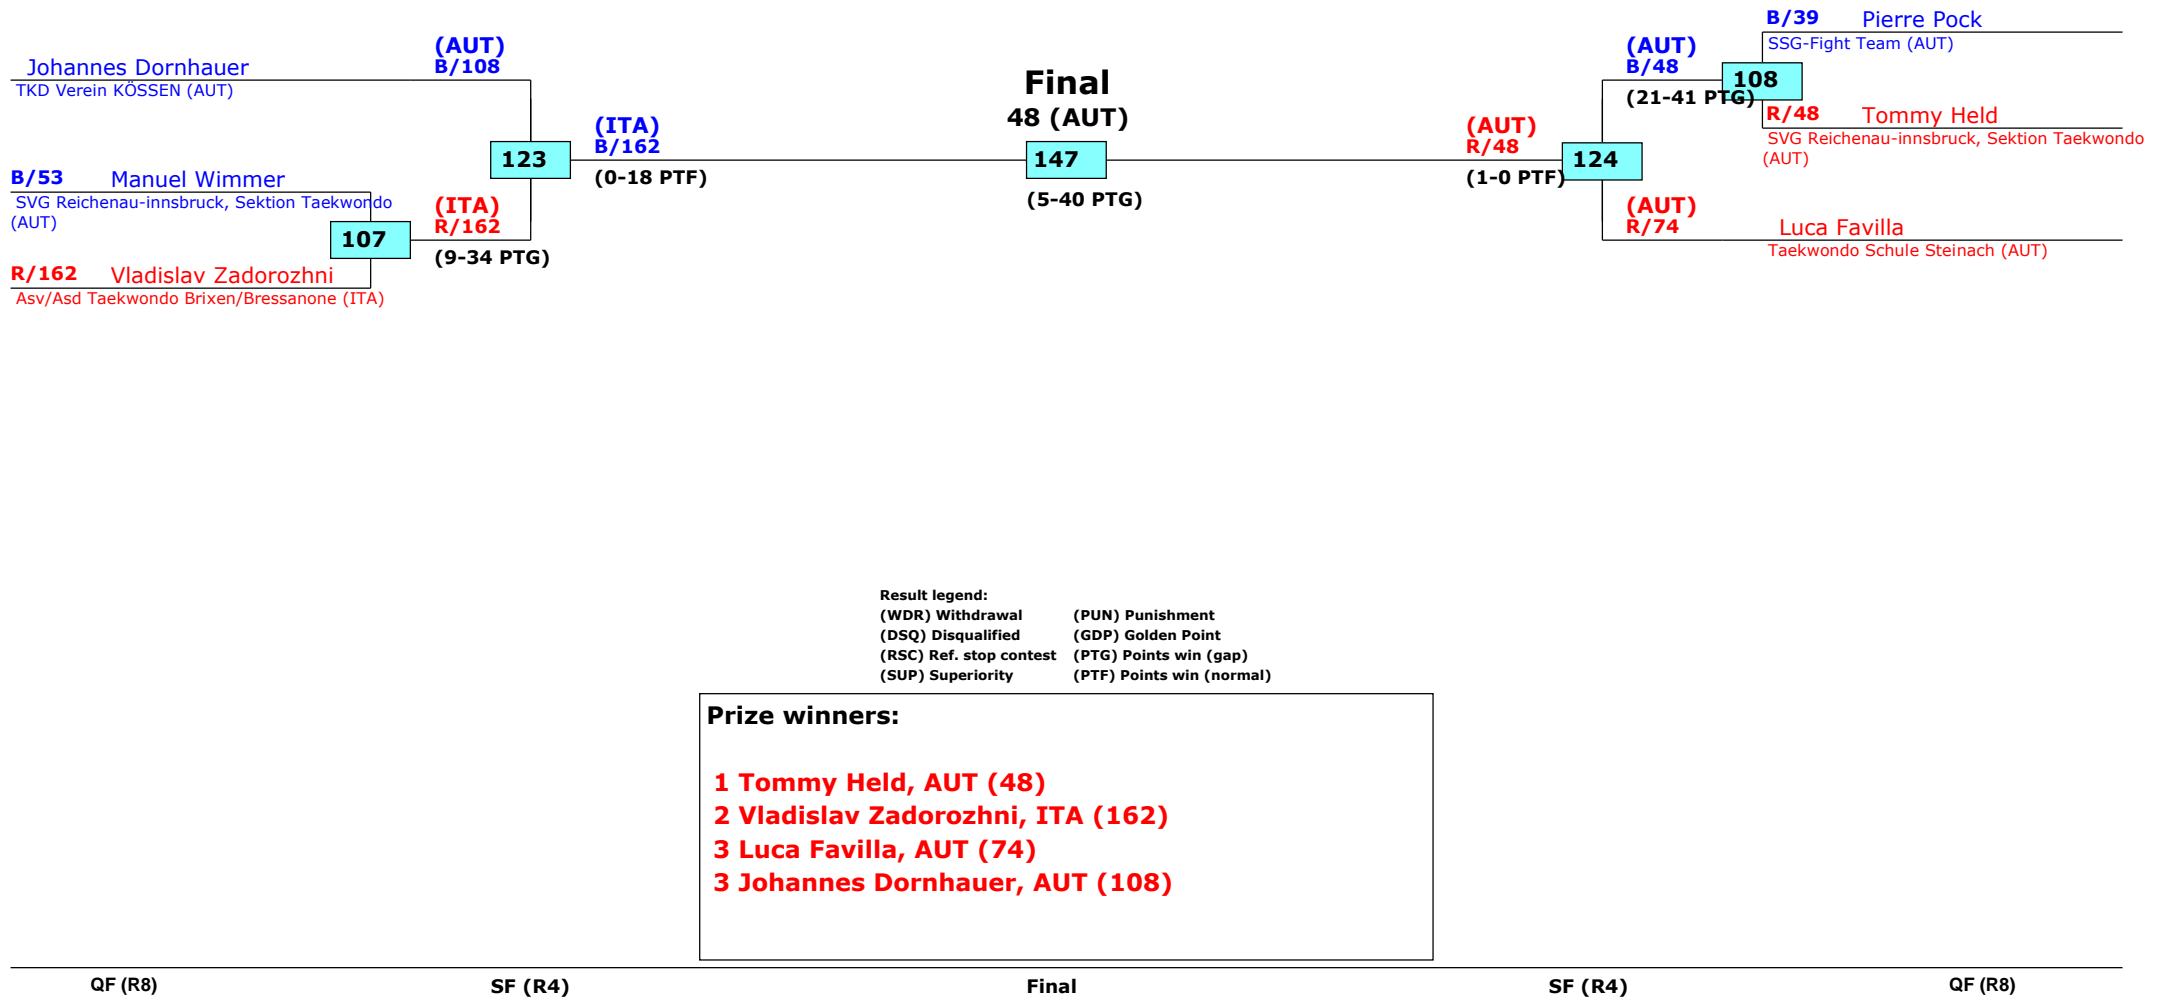 Johannes Dornhauer
TKD Verein KÖSSEN (AUT)
(AUT)
B/108
B/53 Manuel Wimmer
SVG Reichenau-innsbruck, Sektion Taekwondo
(AUT)
107
R/162 Vladislav Zadorozhni
Asv/Asd Taekwondo Brixen/Bressanone (ITA)
(ITA)
R/162
(9-34 PTG)
123
(ITA)
B/162
(0-18 PTF)
Final
48 (AUT)
147
(5-40 PTG)
(AUT)
R/48
(1-0 PTF)
124
(AUT)
B/48
(21-41 PTG)
108
B/39 Pierre Pock
SSG-Fight Team (AUT)
R/48 Tommy Held
SVG Reichenau-innsbruck, Sektion Taekwondo
(AUT)
(AUT)
R/74
Luca Favilla
Taekwondo Schule Steinach (AUT)
Result legend:
(WDR) Withdrawal (PUN) Punishment
(DSQ) Disqualified (GDP) Golden Point
(RSC) Ref. stop contest (PTG) Points win (gap)
(SUP) Superiority (PTF) Points win (normal)
Prize winners:
1 Tommy Held, AUT (48)
2 Vladislav Zadorozhni, ITA (162)
3 Luca Favilla, AUT (74)
3 Johannes Dornhauer, AUT (108)
QF (R8) SF (R4) Final SF (R4) QF (R8)